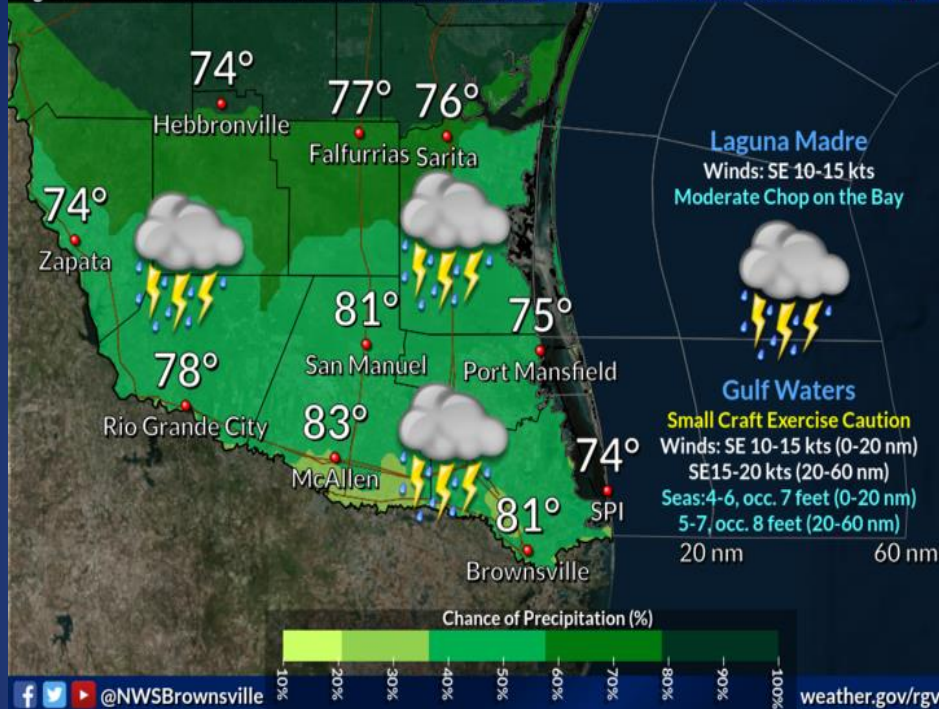 74°
Hebbronville
77°
Falfurrias
76°
Sarita
74°
Zapata
81°
San Manuel
75°
Port Mansfield
78°
Rio Grande City
83°
McAllen
74°
SPI
81°
Brownsville
Laguna Madre
Winds: SE 10-15 kts
Moderate Chop on the Bay
Gulf Waters
Small Craft Exercise Caution
Winds: SE 10-15 kts (0-20 nm)
SE15-20 kts (20-60 nm)
Seas:4-6, occ. 7 feet (0-20 nm)
5-7, occ. 8 feet (20-60 nm)
20 nm 60 nm
Chance of Precipitation (%)
10% 20% 30% 40% 50% 60% 70% 80% 90% 100%
@NWSBrownsville weather.gov/rgv